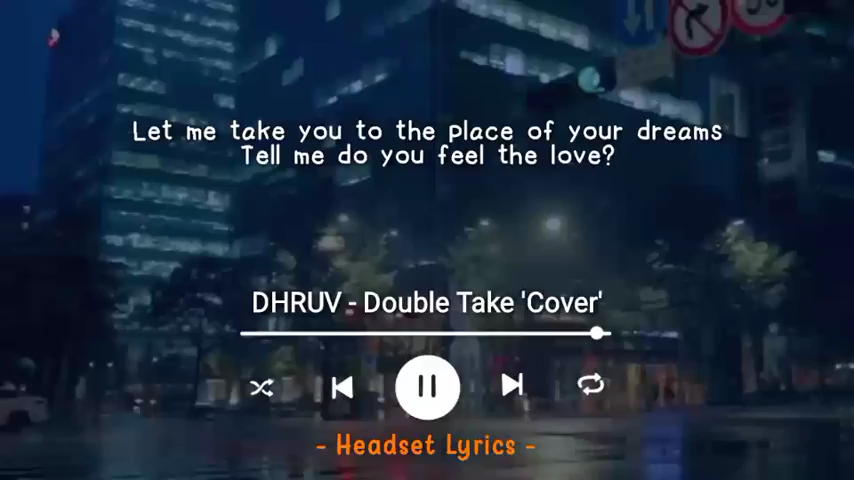 Let me take you to the place of your dreams
Tell me do you feel the love?
DHRUV - Double Take 'Cover'
- Headset Lyrics -